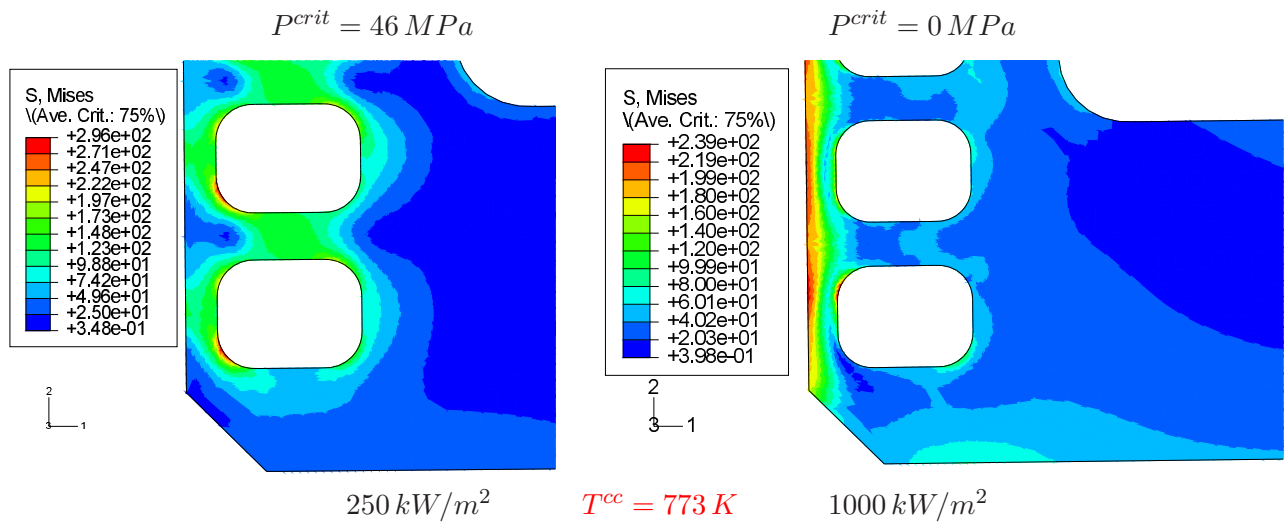 P^{crit} = 46 MPa
P^{crit} = 0 MPa
S, Mises
\(Ave. Crit.: 75%\)
+2.96e+02
+2.71e+02
+2.47e+02
+2.22e+02
+1.97e+02
+1.73e+02
+1.48e+02
+1.23e+02
+9.88e+01
+7.42e+01
+4.96e+01
+2.50e+01
+3.48e-01
2
3 1
S, Mises
\(Ave. Crit.: 75%\)
+2.39e+02
+2.19e+02
+1.99e+02
+1.80e+02
+1.60e+02
+1.40e+02
+1.20e+02
+9.99e+01
+8.00e+01
+6.01e+01
+4.02e+01
+2.03e+01
+3.98e-01
2
3 1
250 kW/m²
T^{cc} = 773 K
1000 kW/m²